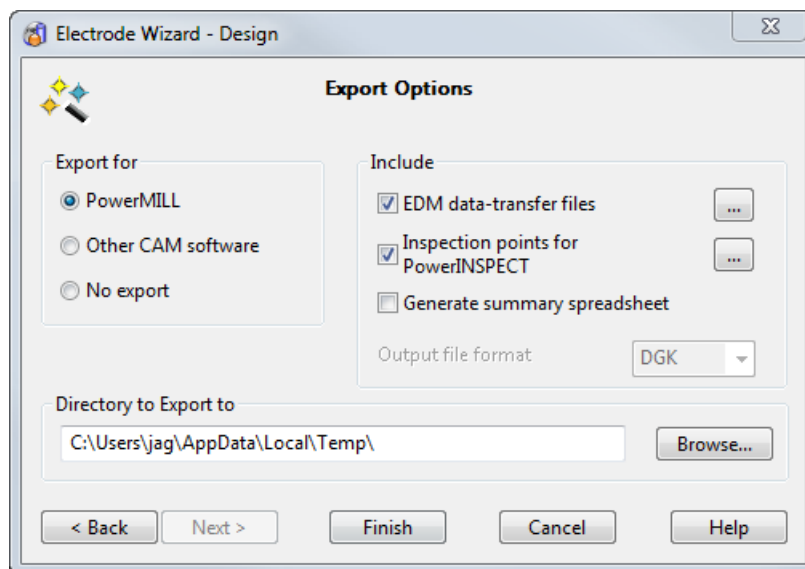 Electrode Wizard - Design
Export Options
Export for
PowerMILL
Other CAM software
No export
Include
EDM data-transfer files
...
Inspection points for
PowerINSPECT
...
Generate summary spreadsheet
Output file format
DGK
Directory to Export to
C:\Users\jag\AppData\Local\Temp\
Browse...
< Back
Next >
Finish
Cancel
Help